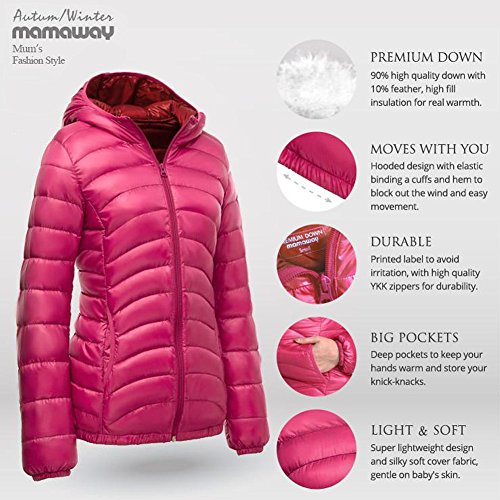 Autum/Winter
mamaway
Mum's
Fashion Style
PREMIUM DOWN
90% high quality down with
10% feather, high fill
insulation for real warmth.
MOVES WITH YOU
Hooded design with elastic
binding a cuffs and hem to
block out the wind and easy
movement.
DURABLE
Printed label to avoid
irritation, with high quality
YKK zippers for durability.
PREMIUM DOWN
mamaway
Small
BIG POCKETS
Deep pockets to keep your
hands warm and store your
knick-knacks.
LIGHT & SOFT
Super lightweight design
and silky soft cover fabric,
gentle on baby's skin.